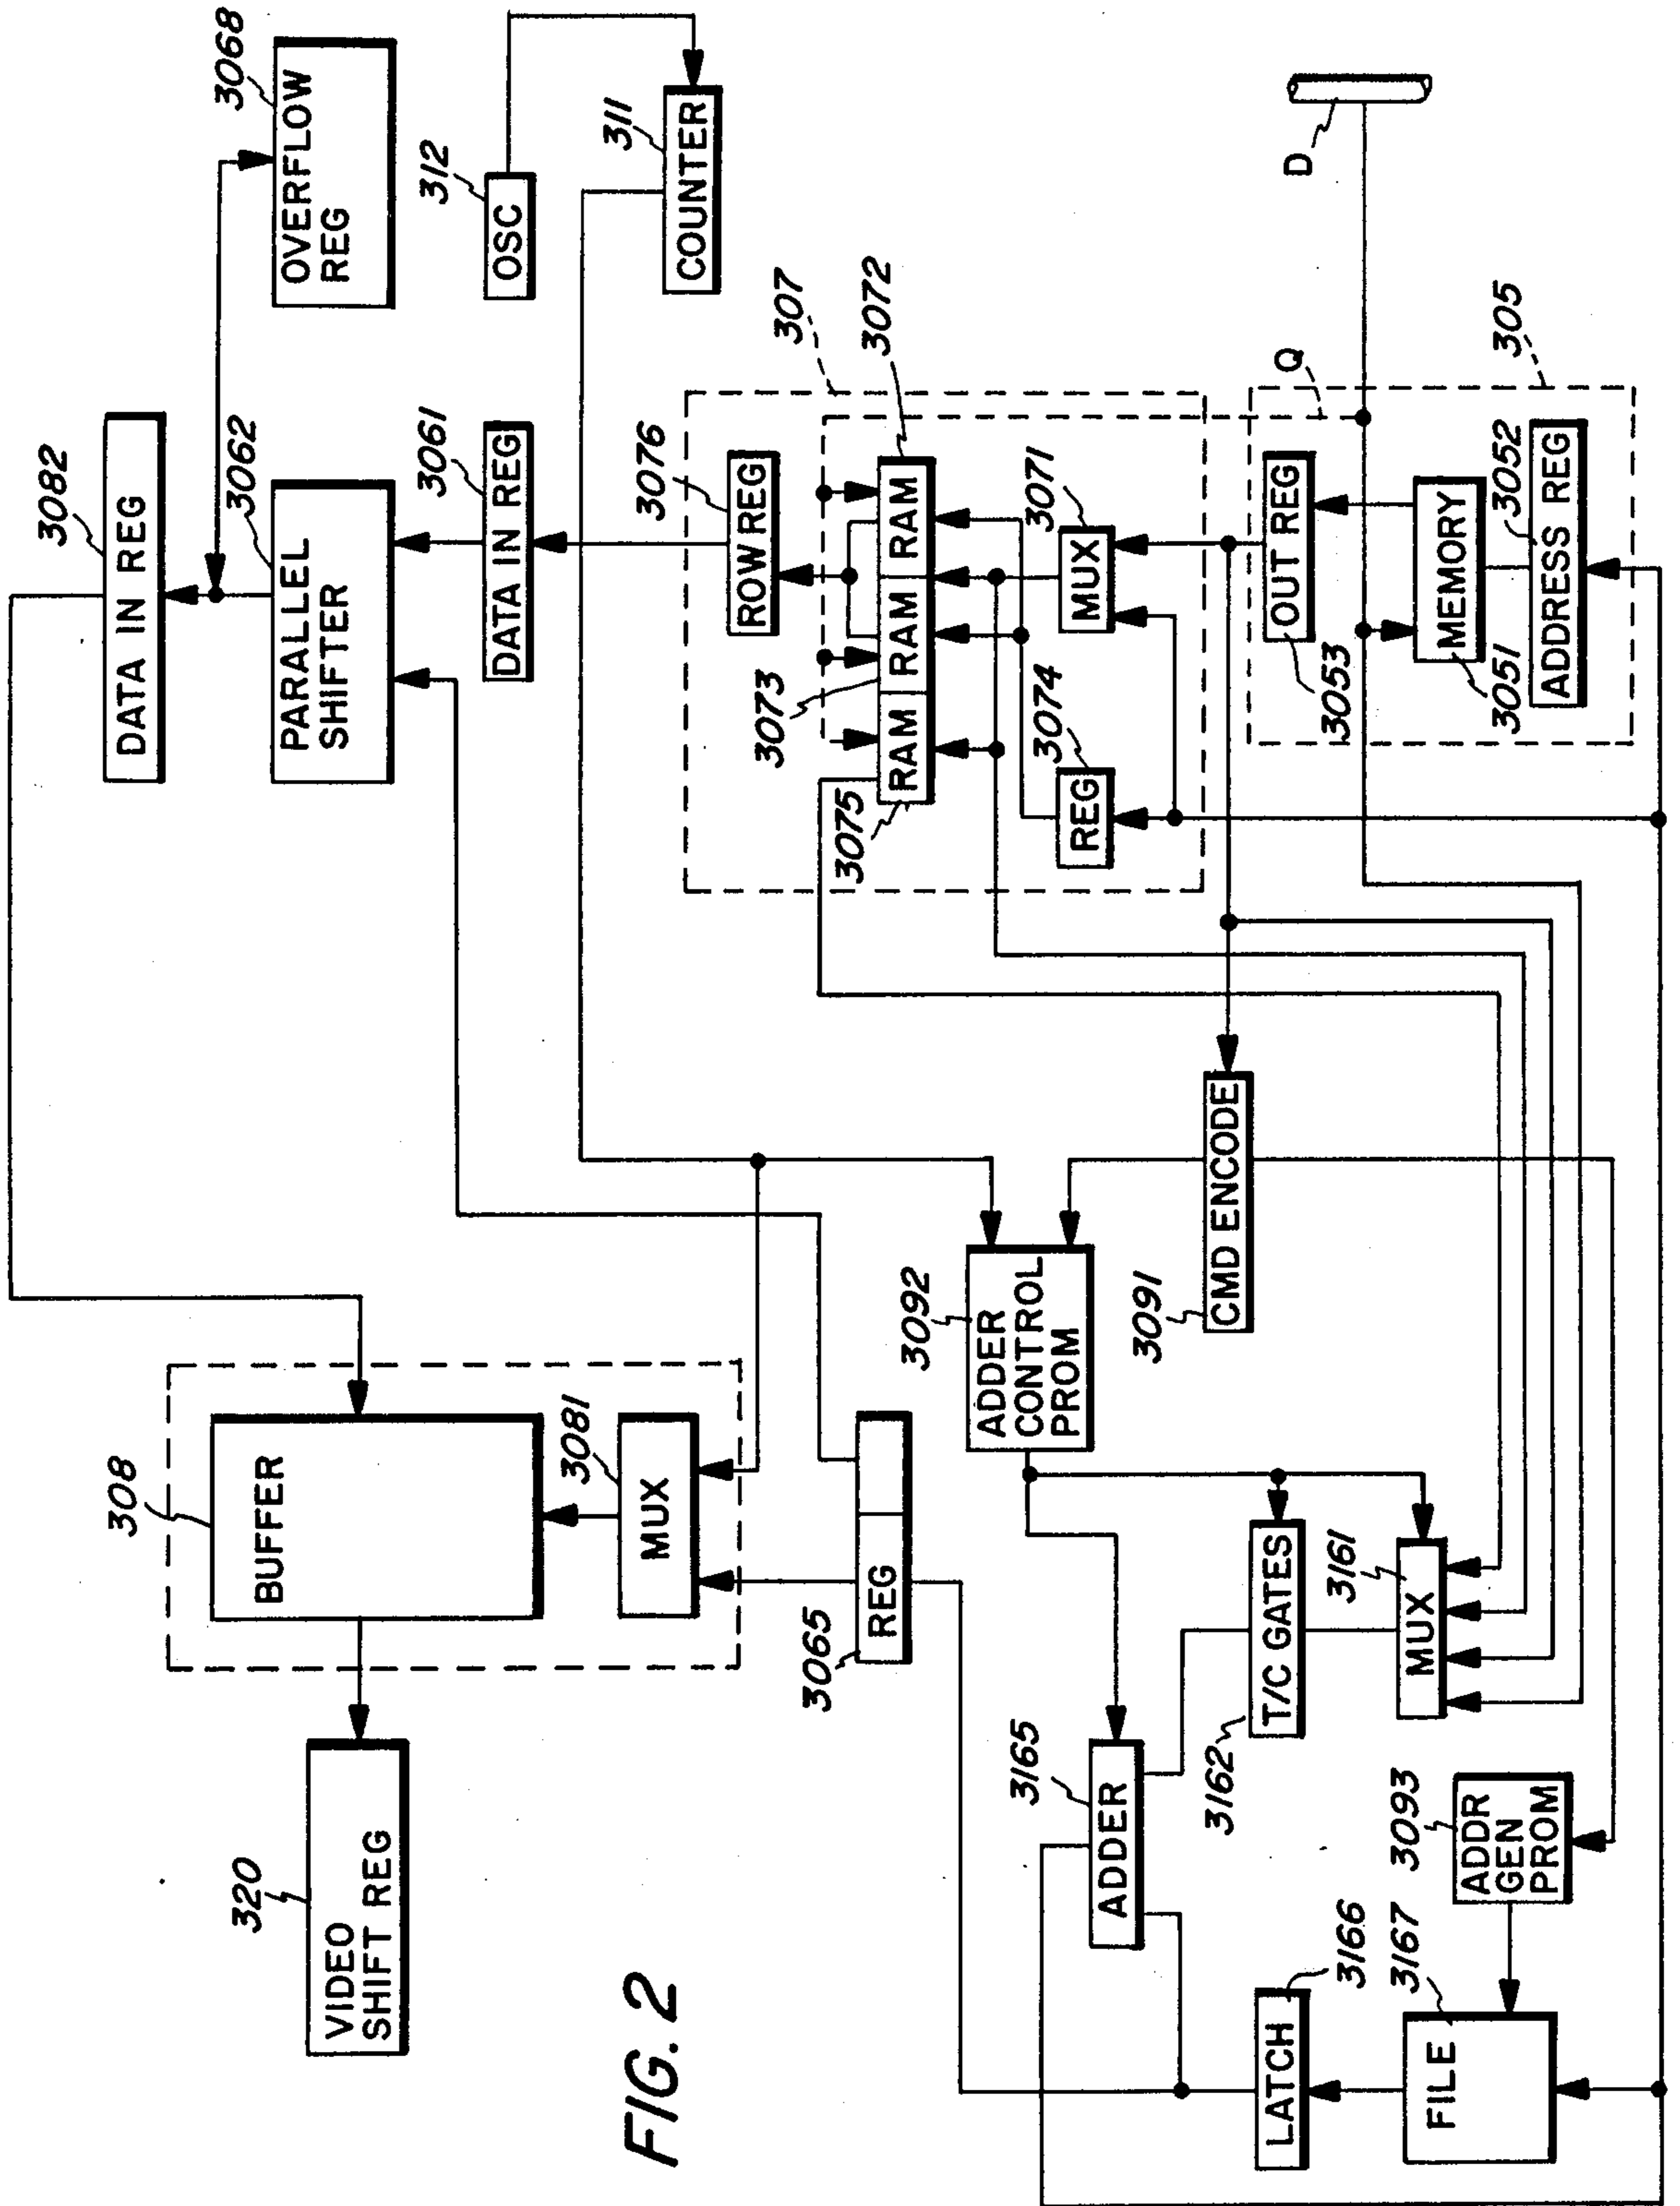 320
VIDEO
SHIFT REG
308
BUFFER
3081
MUX
3082
DATA IN REG
3062
PARALLEL
SHIFTER
3068
OVERFLOW
REG
3065
REG
3061
DATA IN REG
312
OSC
311
COUNTER
3076
ROW REG
307
3075
3073
3072
RAM
RAM
RAM
3074
REG
3071
MUX
3092
ADDER
CONTROL
PROM
3091
CMD ENCODE
Q
D
3053
OUT REG
3051
MEMORY
3052
ADDRESS REG
305
3165
ADDER
3162
T/C GATES
3161
MUX
3166
LATCH
3167
FILE
3093
ADDR
GEN
PROM
FIG. 2